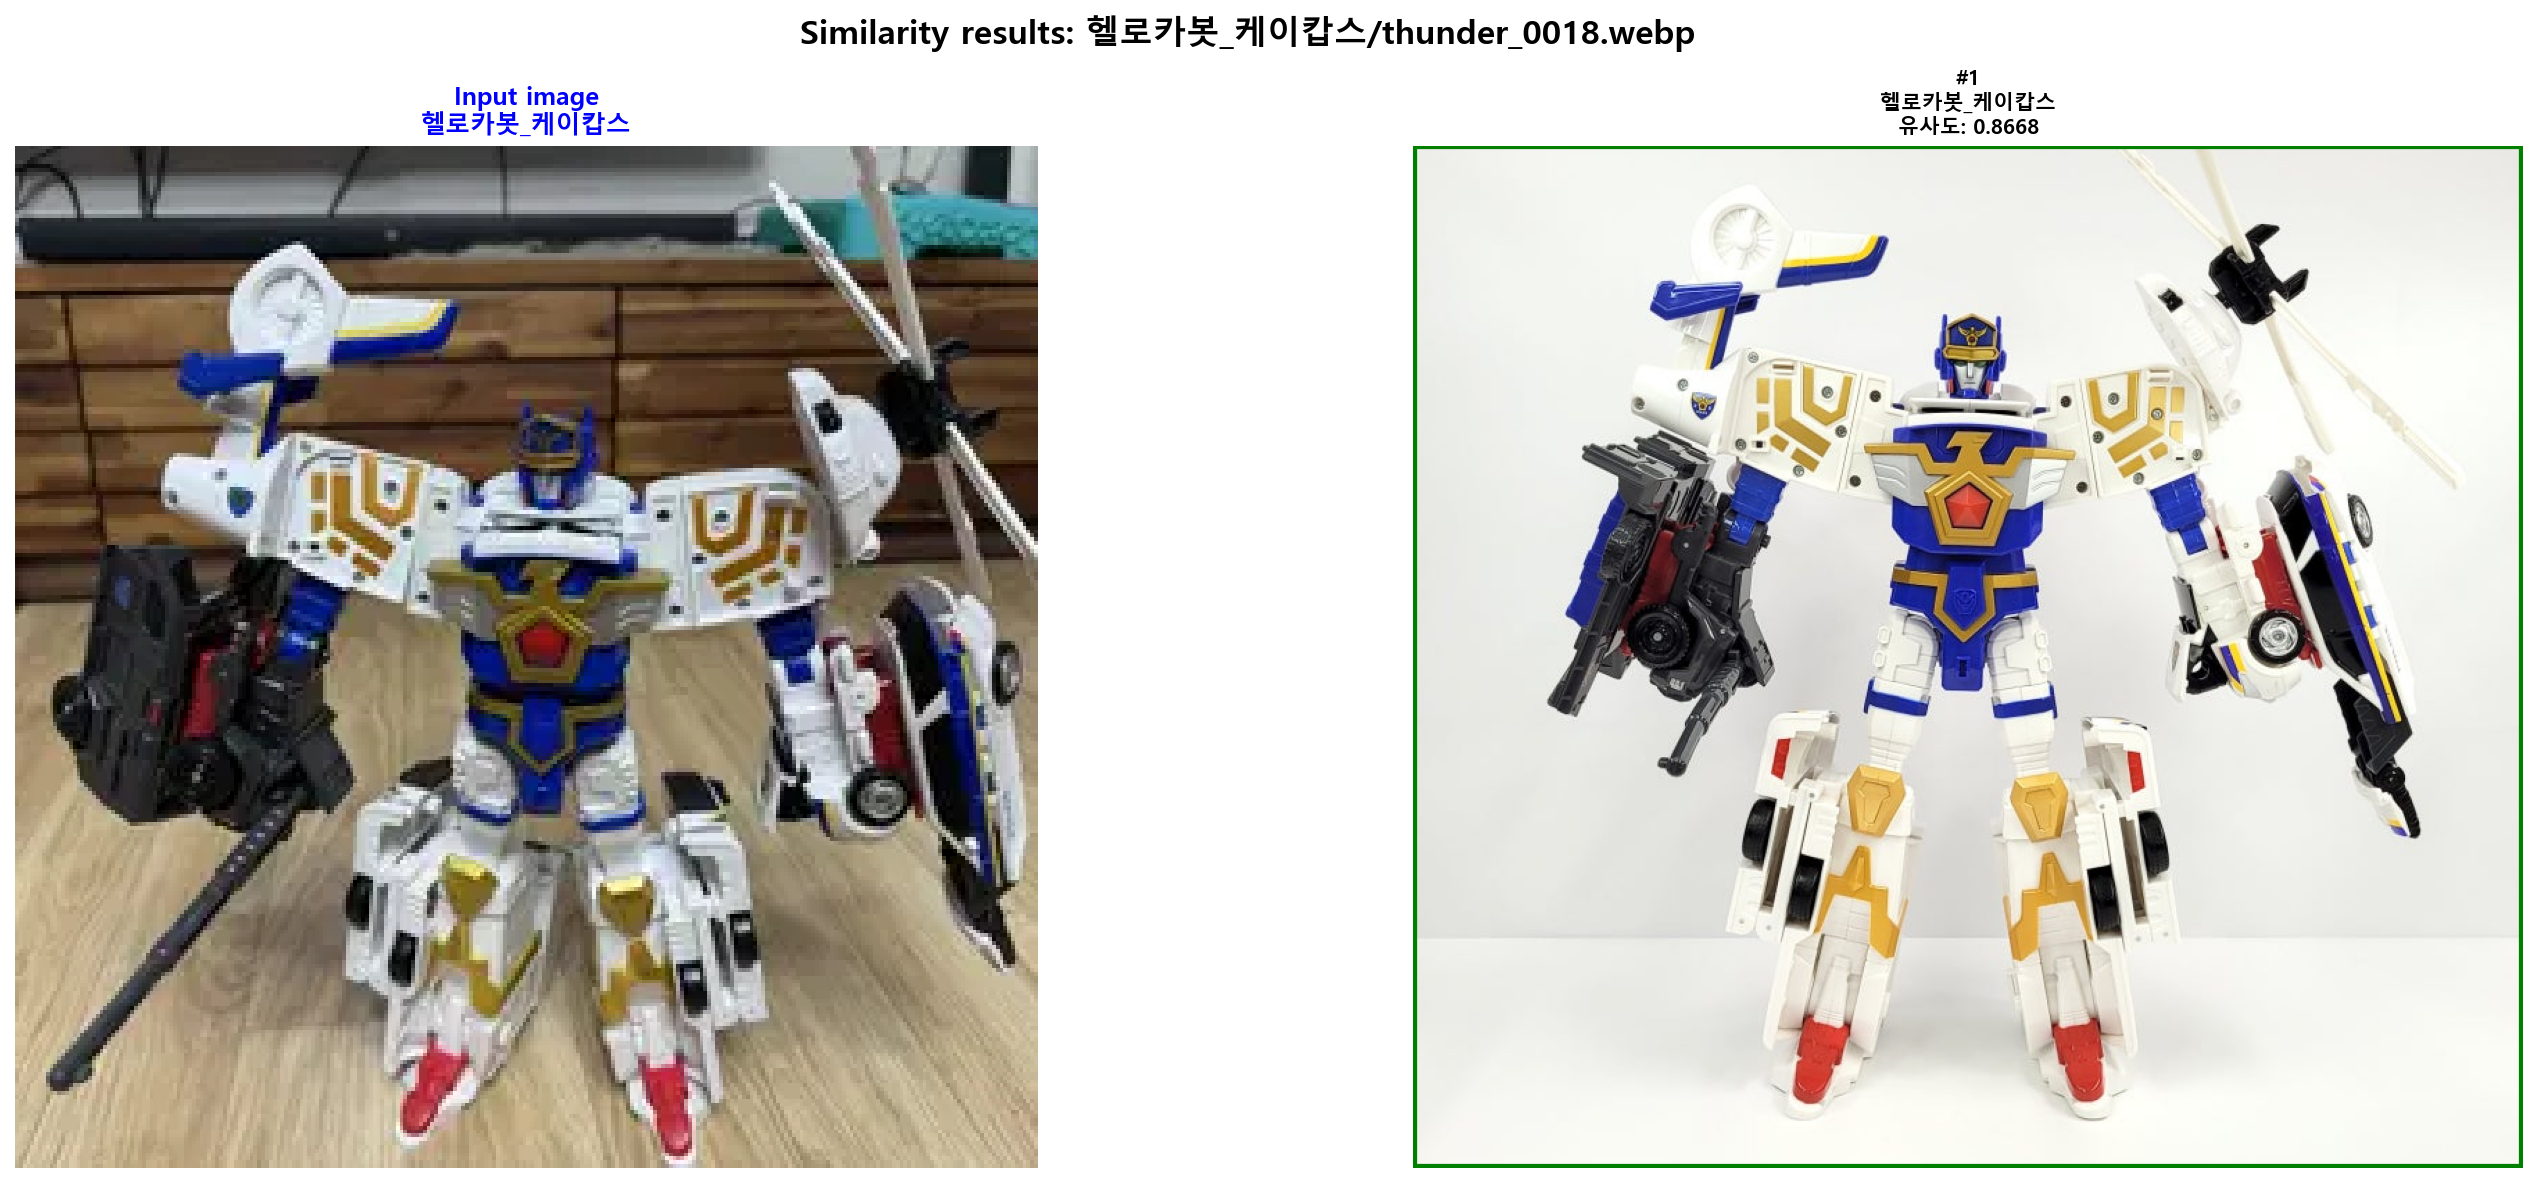 Similarity results: 헬로카봇_케이캅스/thunder_0018.webp
Input image
헬로카봇_케이캅스
#1
헬로카봇_케이캅스
유사도: 0.8668